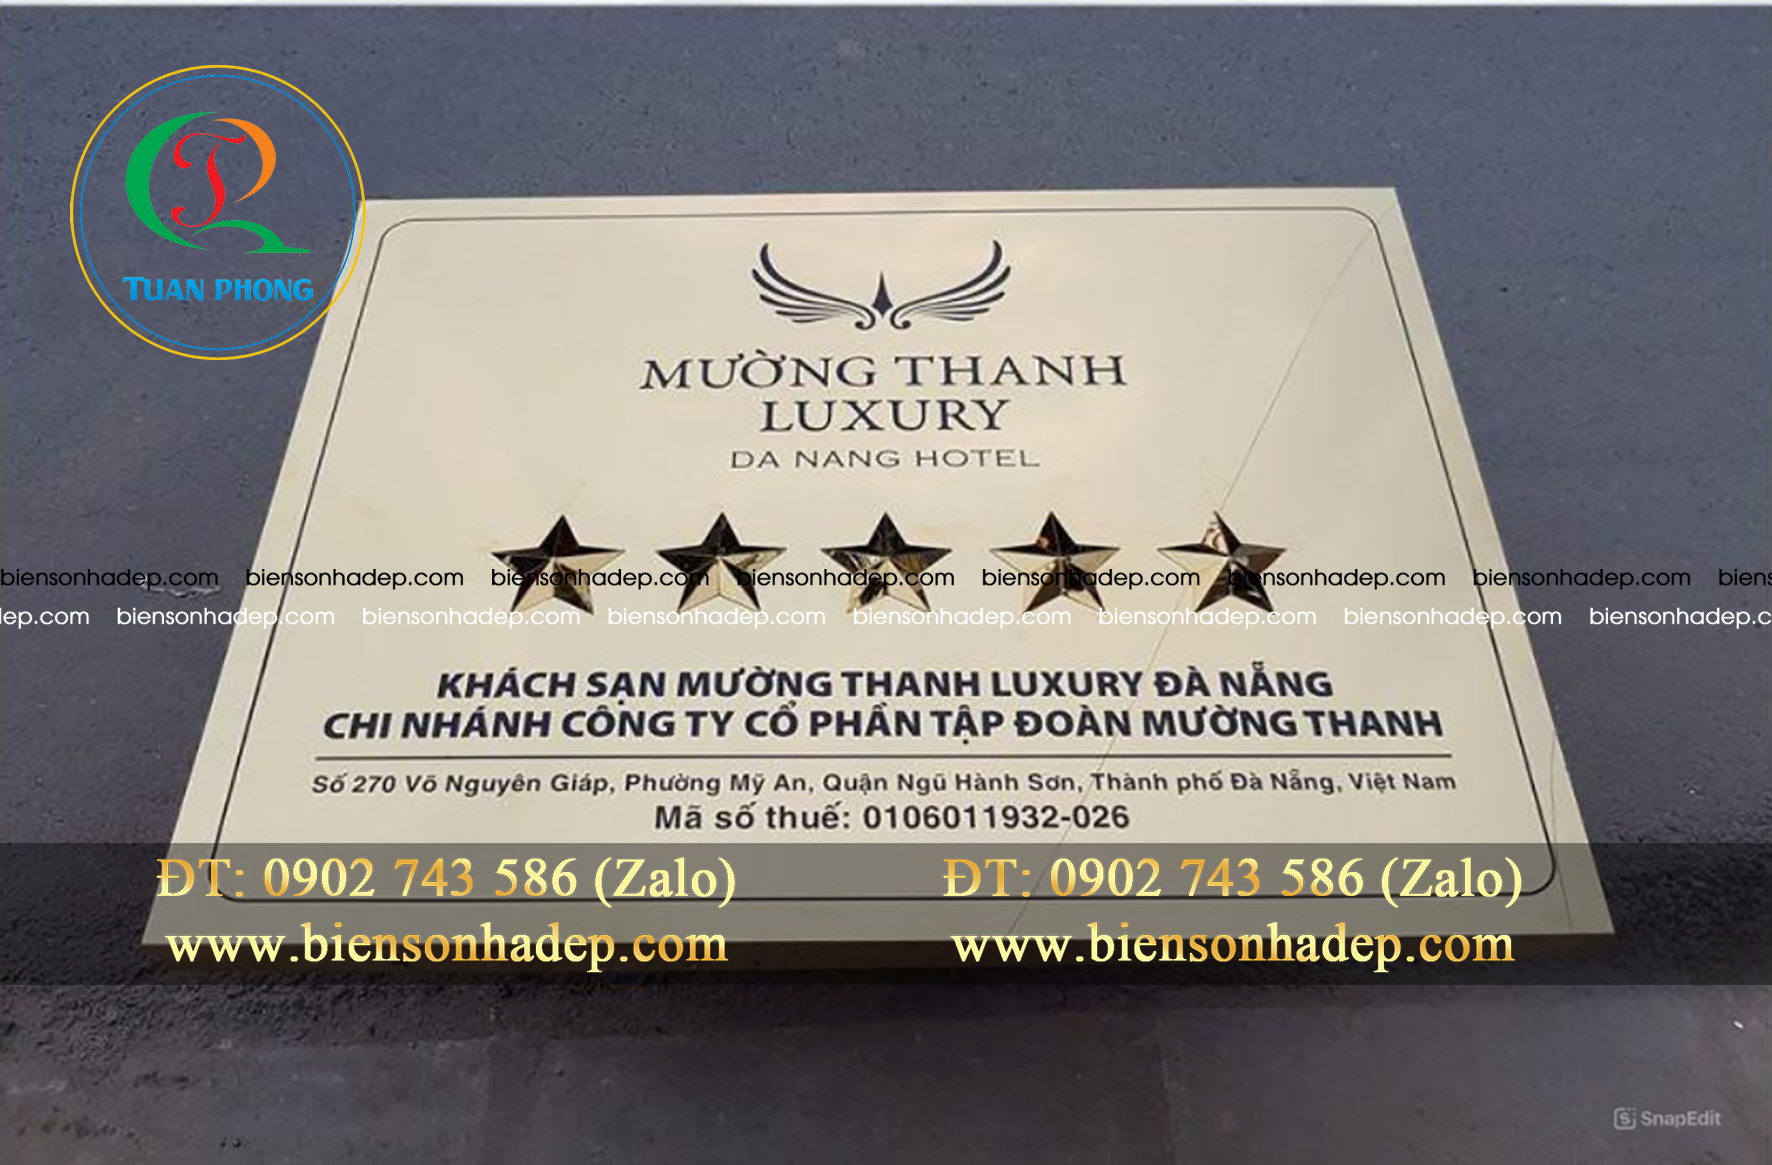 TUAN PHONG
MƯỜNG THANH
LUXURY
DA NANG HOTEL
biensonhadep.com biensonhadep.com biensonhadep.com biensonhadep.com biensonhadep.com biensonhadep.com biensonhadep.com biens
dep.com biensonhadep.com biensonhadep.com biensonhadep.com biensonhadep.com biensonhadep.com biensonhadep.com biensonhadep.c
KHÁCH SẠN MƯỜNG THANH LUXURY ĐÀ NẴNG
CHI NHÁNH CÔNG TY CỔ PHẦN TẬP ĐOÀN MƯỜNG THANH
Số 270 Võ Nguyên Giáp, Phường Mỹ An, Quận Ngũ Hành Sơn, Thành phố Đà Nẵng, Việt Nam
Mã số thuế: 0106011932-026
ĐT: 0902 743 586 (Zalo) ĐT: 0902 743 586 (Zalo)
www.biensonhadep.com www.biensonhadep.com
SnapEdit